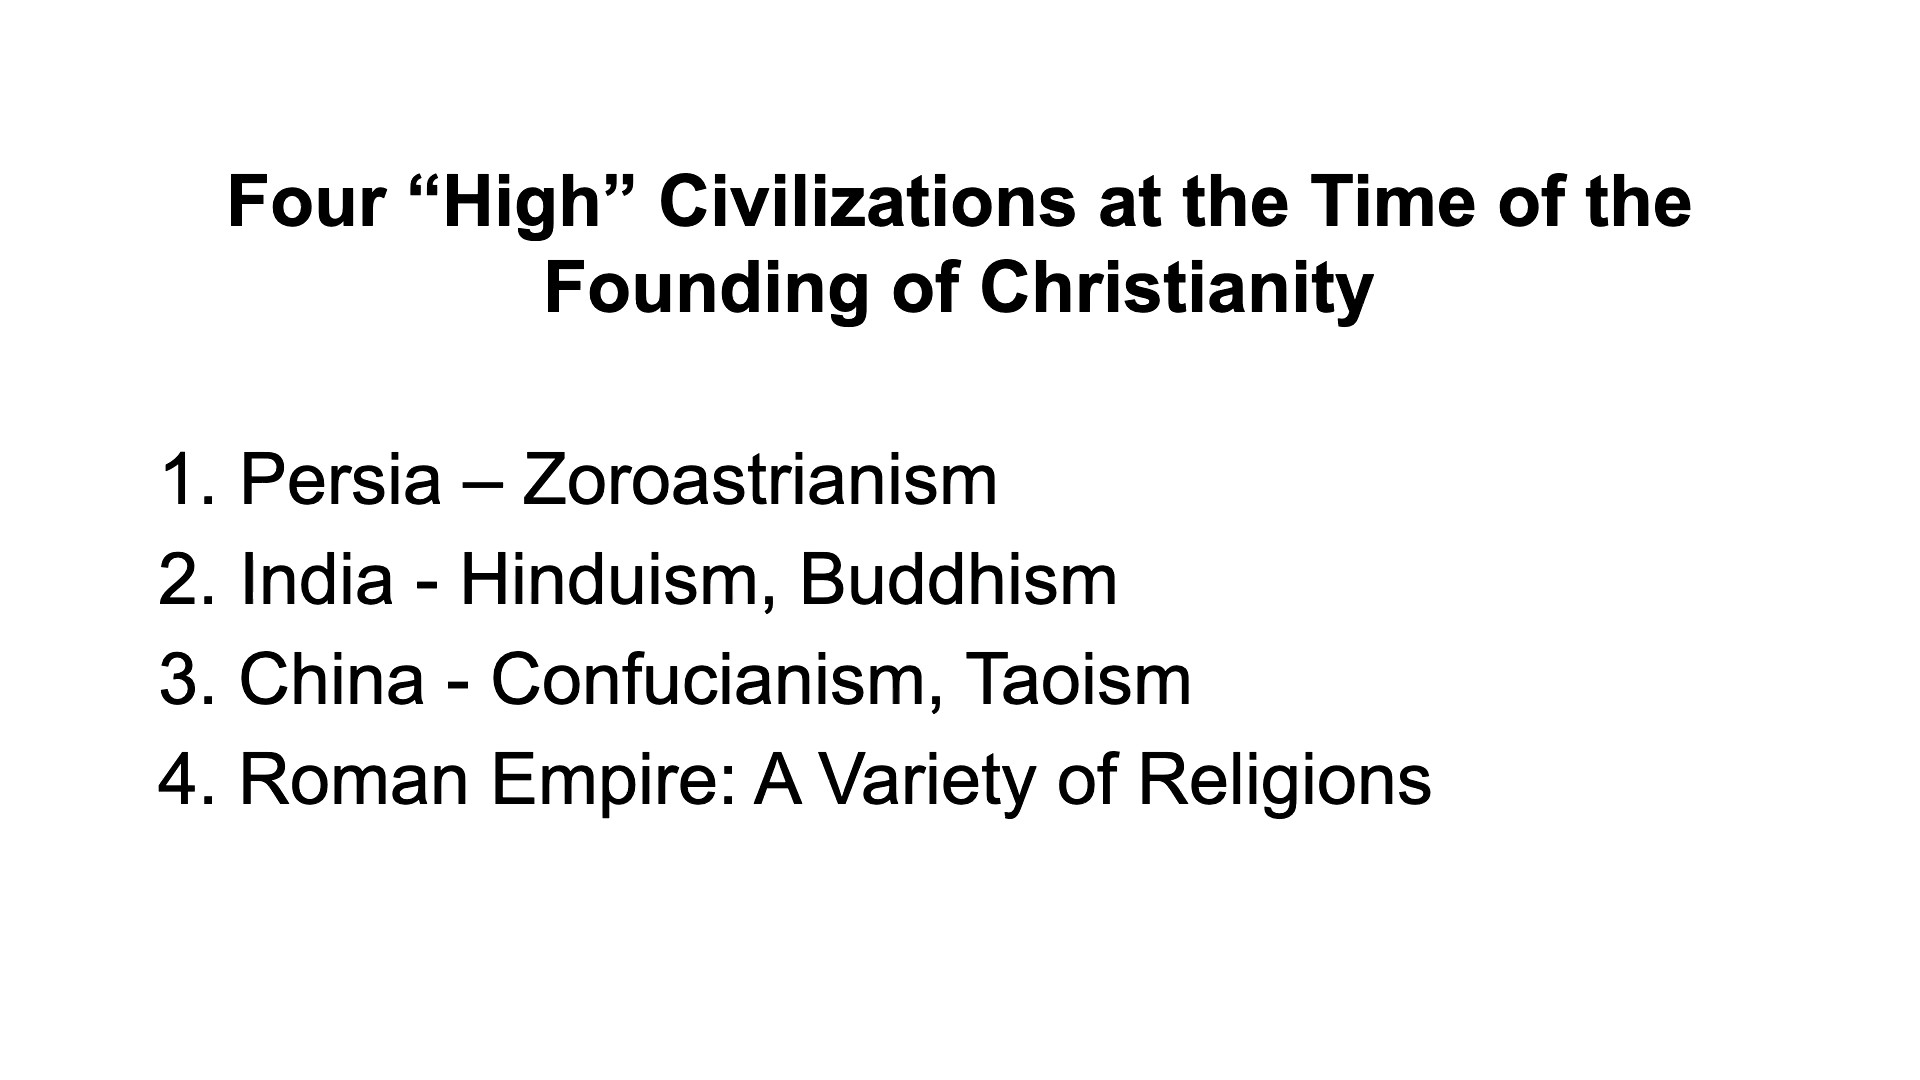 Four “High” Civilizations at the Time of the
Founding of Christianity
1. Persia – Zoroastrianism
2. India - Hinduism, Buddhism
3. China - Confucianism, Taoism
4. Roman Empire: A Variety of Religions